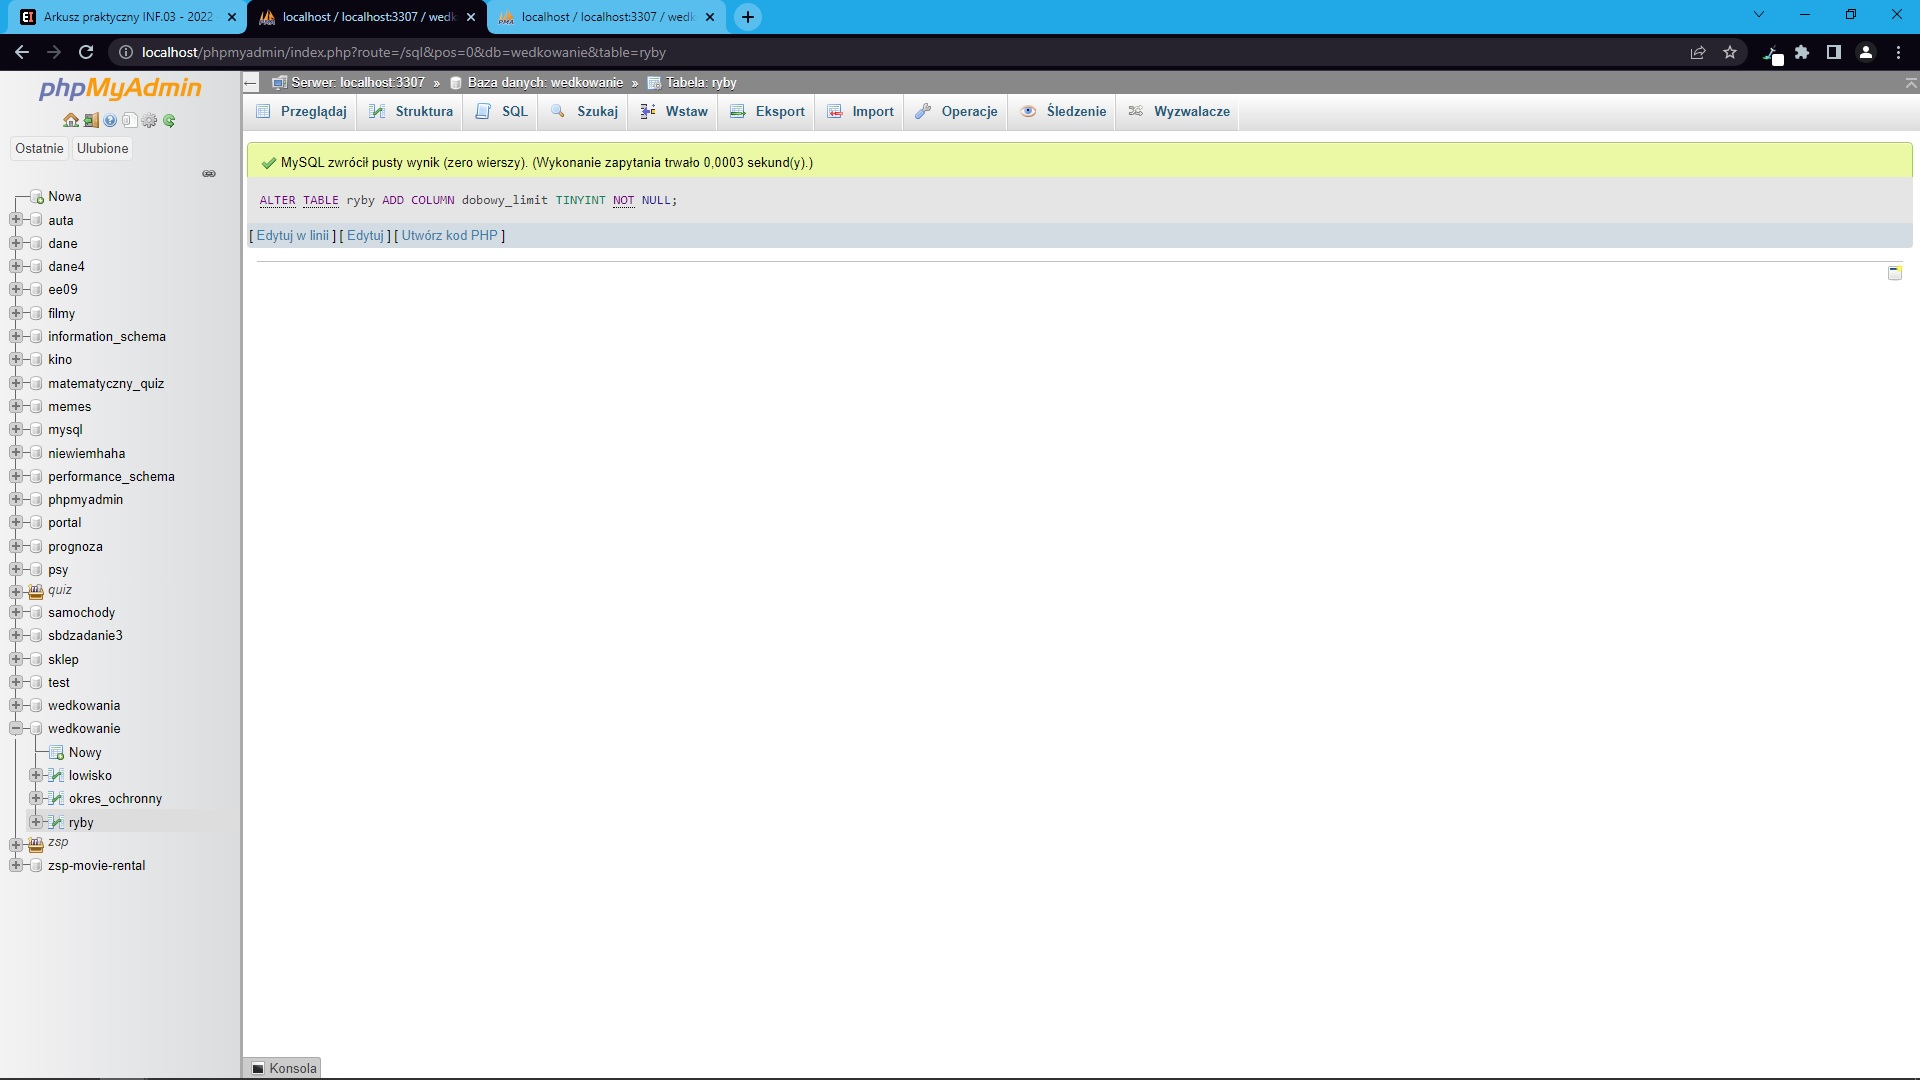 Arkusz praktyczny INF.03 - 2022
localhost / localhost:3307 / wedk
localhost / localhost:3307 / wedk
localhost/phpmyadmin/index.php?route=/sql&pos=0&db=wedkowanie&table=ryby
phpMyAdmin
Ostatnie
Ulubione
Nowa
auta
dane
dane4
ee09
filmy
information_schema
kino
matematyczny_quiz
memes
mysql
niewiemhaha
performance_schema
phpmyadmin
portal
prognoza
psy
quiz
samochody
sbdzadanie3
sklep
test
wedkowania
wedkowanie
Nowy
lowisko
okres_ochronny
ryby
zsp
zsp-movie-rental
Serwer: localhost:3307 » Baza danych: wedkowanie » Tabela: ryby
Przeglądaj Struktura SQL Szukaj Wstaw Eksport Import Operacje Śledzenie Wyzwalacze
MySQL zwrócił pusty wynik (zero wierszy). (Wykonanie zapytania trwało 0,0003 sekund(y).)
ALTER TABLE ryby ADD COLUMN dobowy_limit TINYINT NOT NULL;
[ Edytuj w linii ] [ Edytuj ] [ Utwórz kod PHP ]
Konsola